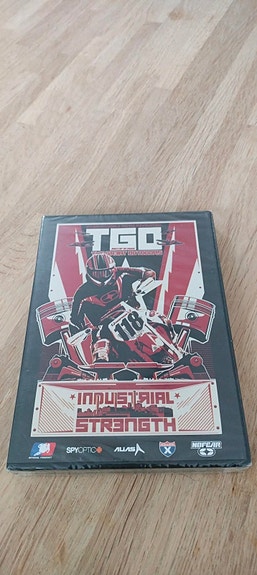 TGO
118
INDUSTRIAL
STRENGTH
SPYOPTIC
ALIAS
X
NOFEAR